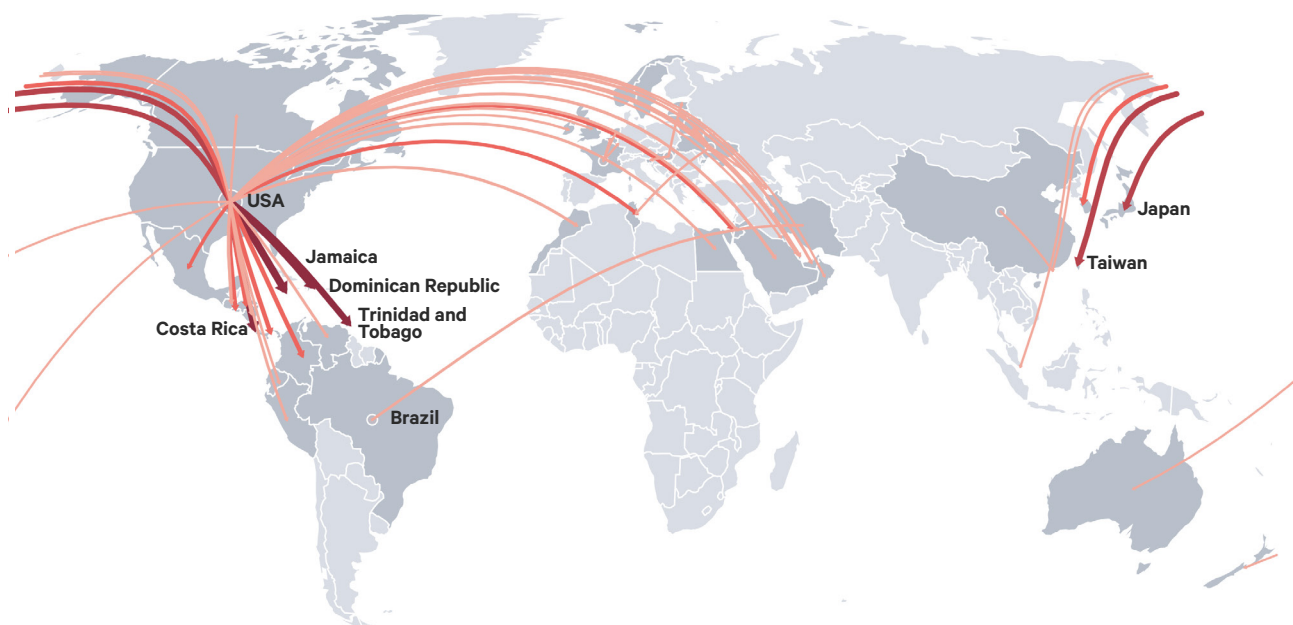 USA
Japan
Jamaica
Taiwan
Dominican Republic
Trinidad and
Tobago
Costa Rica
Brazil